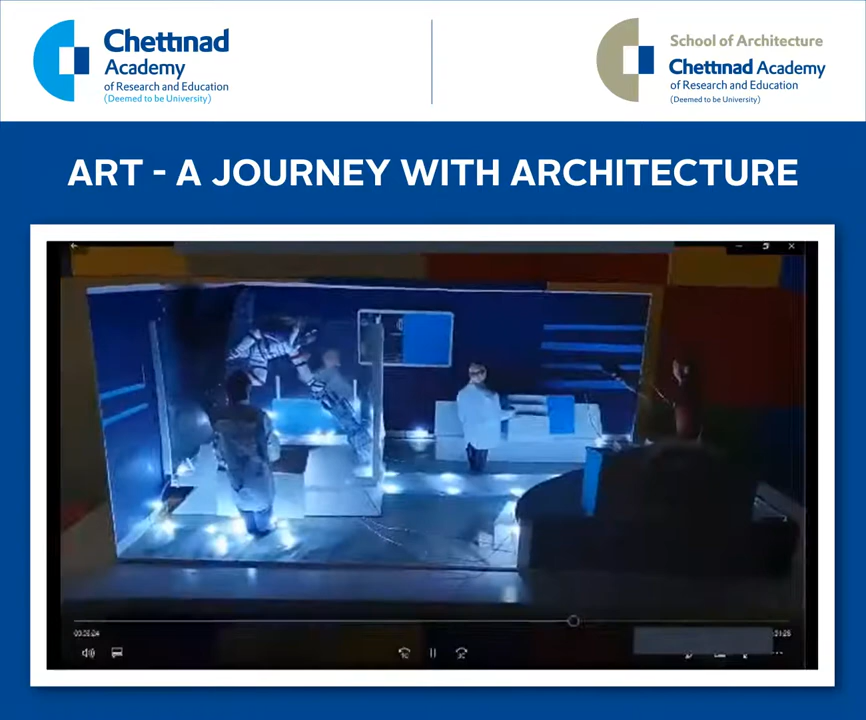 Chettinad
Academy
of Research and Education
(Deemed to be University)
School of Architecture
Chettinad Academy
of Research and Education
(Deemed to be University)
ART - A JOURNEY WITH ARCHITECTURE